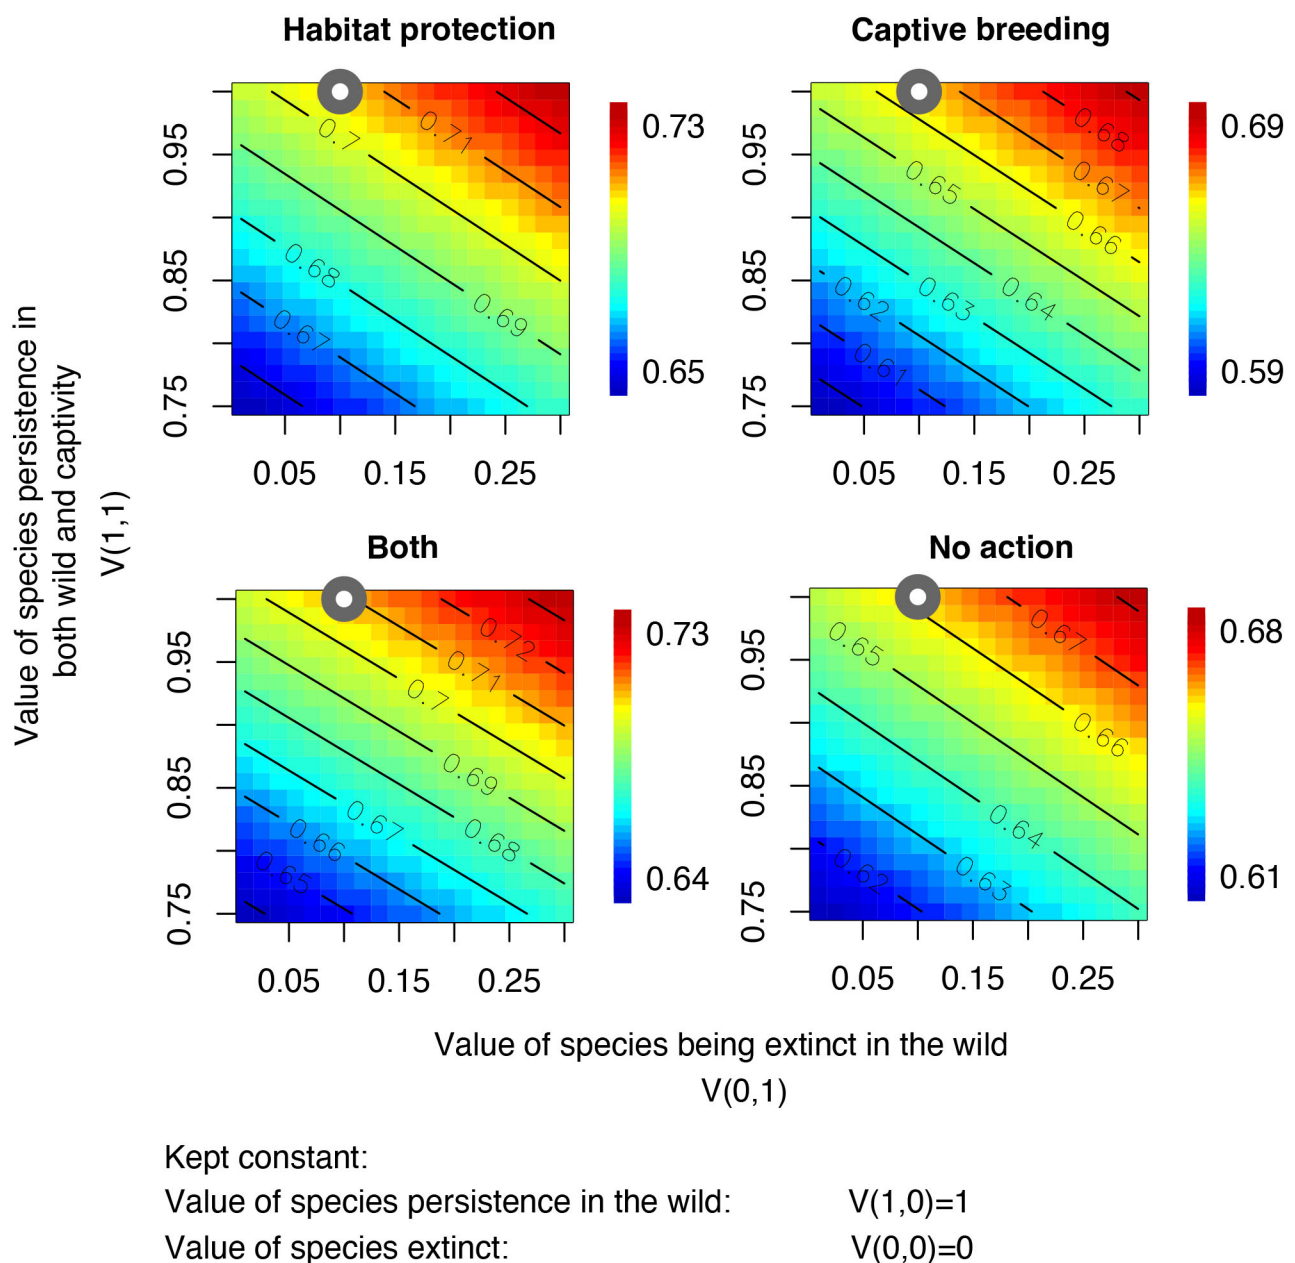 Habitat protection
Captive breeding
0.95
0.85
0.75
0.7
0.71
0.68
0.67
0.69
0.73
0.65
0.05 0.15 0.25
0.95
0.85
0.75
0.68
0.67
0.66
0.65
0.64
0.63
0.62
0.61
0.69
0.59
0.05 0.15 0.25
Value of species persistence in
both wild and captivity
V(1,1)
Both
No action
0.95
0.85
0.75
0.72
0.71
0.7
0.69
0.68
0.67
0.66
0.65
0.73
0.64
0.05 0.15 0.25
0.95
0.85
0.75
0.65
0.67
0.66
0.64
0.63
0.62
0.68
0.61
0.05 0.15 0.25
Value of species being extinct in the wild
V(0,1)
Kept constant:
Value of species persistence in the wild: V(1,0)=1
Value of species extinct: V(0,0)=0